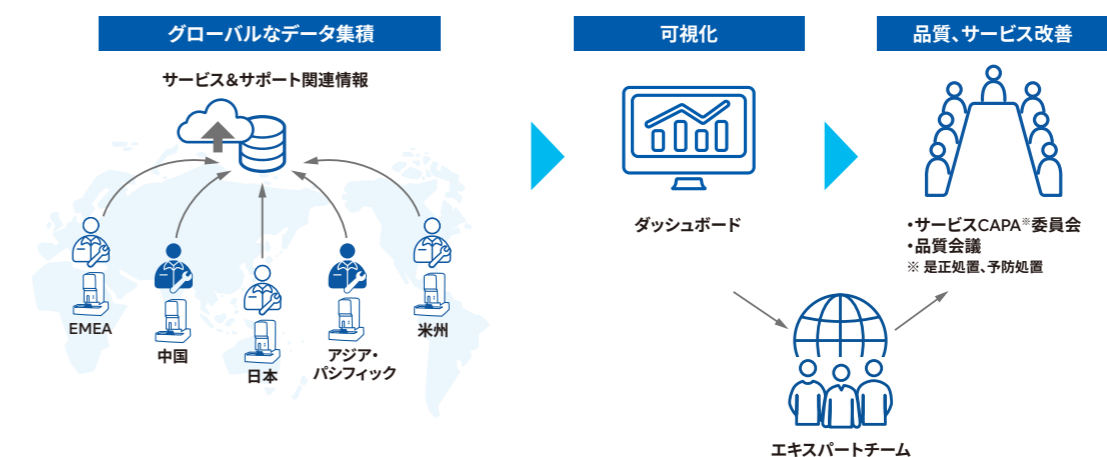 グローバルなデータ集積
サービス&サポート関連情報
EMEA
中国
日本
アジア・
パシフィック
米州
可視化
ダッシュボード
エキスパートチーム
品質、サービス改善
・サービスCAPA※委員会
・品質会議
※ 是正処置、予防処置